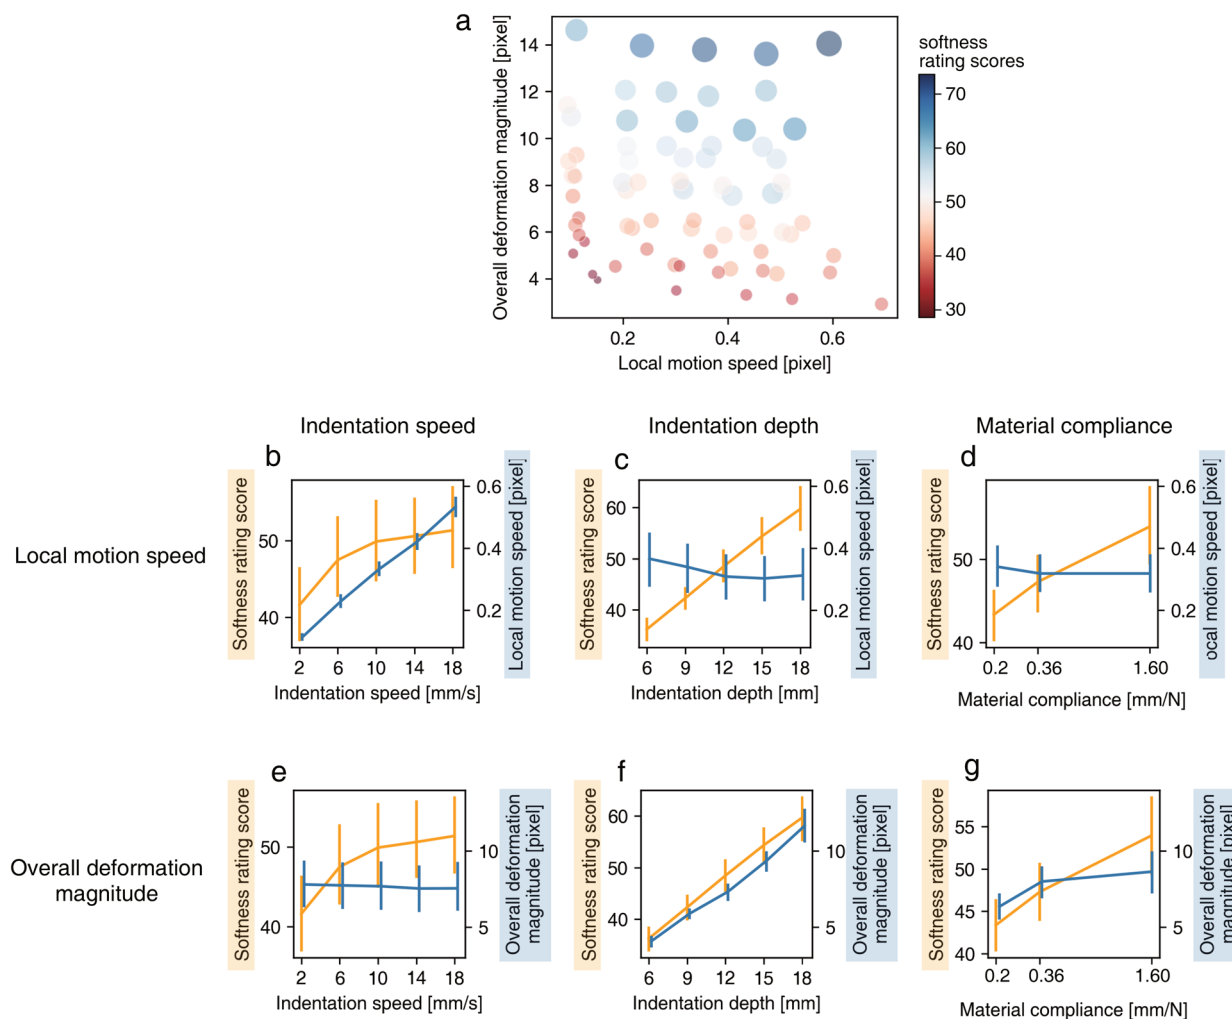 a
Overall deformation magnitude [pixel]
14
12
10
8
6
4
0.2
0.4
0.6
Local motion speed [pixel]
softness
rating scores
70
60
50
40
30
Indentation speed
Indentation depth
Material compliance
Local motion speed
b
Softness rating score
50
40
2
6
10
14
18
Indentation speed [mm/s]
0.6
0.4
0.2
Local motion speed [pixel]
c
Softness rating score
60
50
40
6
9
12
15
18
Indentation depth [mm]
0.6
0.4
0.2
Local motion speed [pixel]
d
Softness rating score
50
40
0.2
0.36
1.60
Material compliance [mm/N]
0.6
0.4
0.2
ocal motion speed [pixel]
Overall deformation
magnitude
e
Softness rating score
50
40
2
6
10
14
18
Indentation speed [mm/s]
10
5
Overall deformation
magnitude [pixel]
f
Softness rating score
60
50
40
6
9
12
15
18
Indentation depth [mm]
10
5
Overall deformation
magnitude [pixel]
g
Softness rating score
55
50
45
40
0.2
0.36
1.60
Material compliance [mm/N]
10
5
Overall deformation
magnitude [pixel]